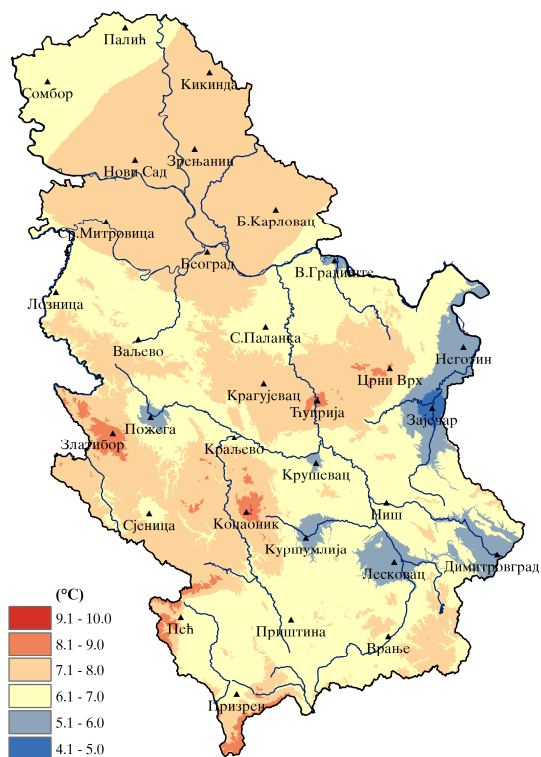 Палић
Кикинда
Сомбор
Зрењанин
Нови Сад
Б.Карловац
Ср.Митровица
Београд
В.Градиште
Лозница
С.Паланка
Ваљево
Неготин
Црни Врх
Крагујевац
Ћуприја
Зајечар
Пожега
Златибор
Краљево
Крушевац
Ниш
Сјеница
Копаоник
Куршумлија
Димитровград
Лесковац
(°C)
9.1 - 10.0
8.1 - 9.0
7.1 - 8.0
6.1 - 7.0
5.1 - 6.0
4.1 - 5.0
Пећ
Приштина
Врање
Призрен